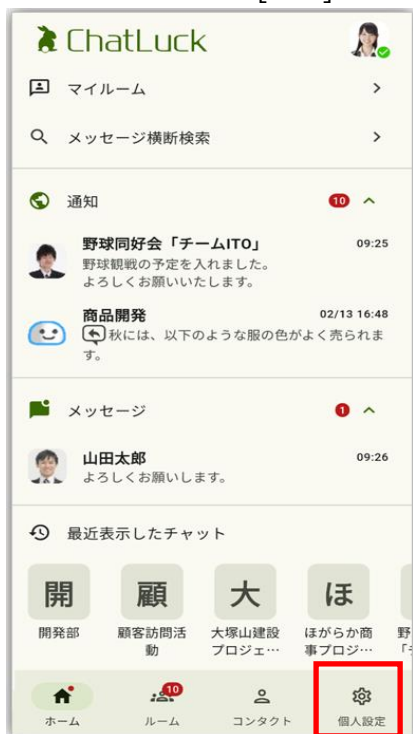 ChatLuck
マイルーム
メッセージ横断検索
通知 10
野球同好会「チームITO」 09:25
野球観戦の予定を入れました。
よろしくお願いいたします。
商品開発 02/13 16:48
秋には、以下のような服の色がよく売られま
す。
メッセージ 1
山田太郎 09:26
よろしくお願いします。
最近表示したチャット
開 顧 大 ほ
開発部 顧客訪問活 大塚山建設 ほがらか商 野
動 プロジェ… 事プロジ… 「
10
ホーム ルーム コンタクト 個人設定